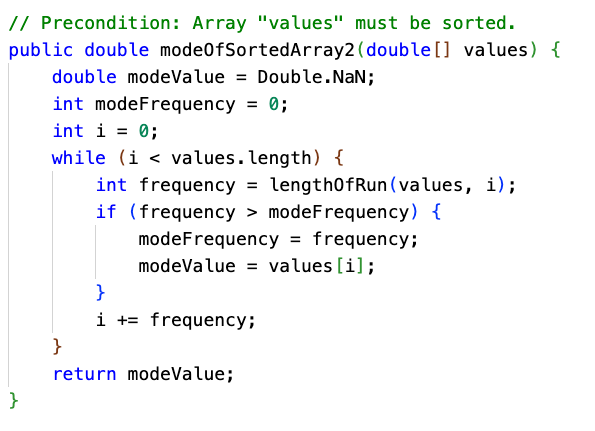 // Precondition: Array "values" must be sorted.
public double modeOfSortedArray2(double[] values) {
    double modeValue = Double.NaN;
    int modeFrequency = 0;
    int i = 0;
    while (i < values.length) {
        int frequency = lengthOfRun(values, i);
        if (frequency > modeFrequency) {
            modeFrequency = frequency;
            modeValue = values[i];
        }
        i += frequency;
    }
    return modeValue;
}